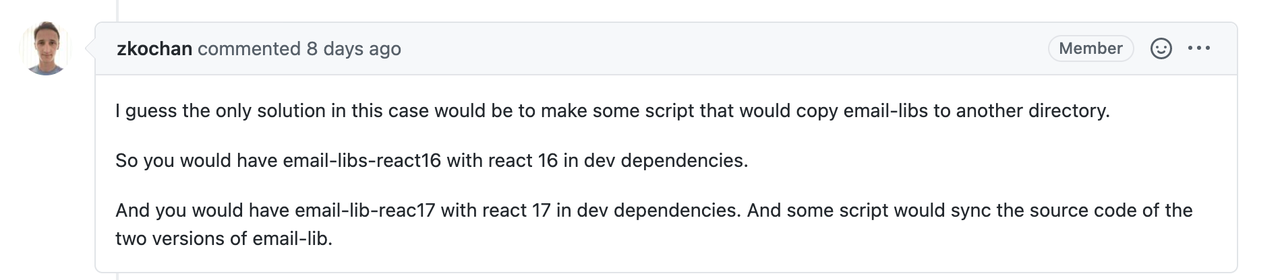 zkochan commented 8 days ago
Member
I guess the only solution in this case would be to make some script that would copy email-libs to another directory.
So you would have email-libs-react16 with react 16 in dev dependencies.
And you would have email-lib-reac17 with react 17 in dev dependencies. And some script would sync the source code of the
two versions of email-lib.